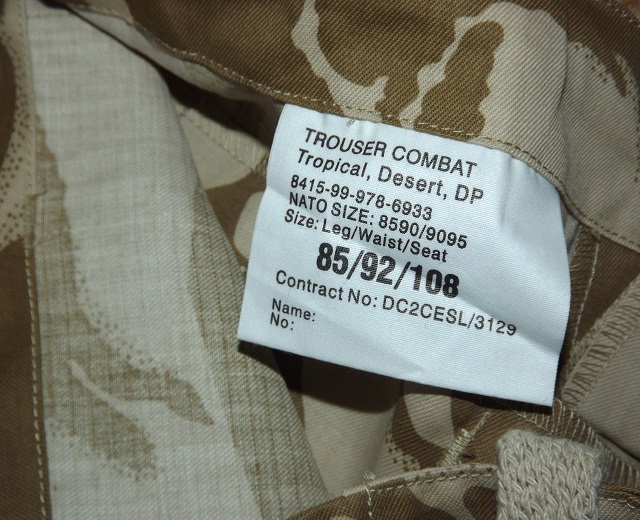 TROUSER COMBAT
Tropical, Desert, DP
8415-99-978-6933
NATO SIZE: 8590/9095
Size: Leg/Waist/Seat
85/92/108
Contract No: DC2CESL/3129
Name:
No: